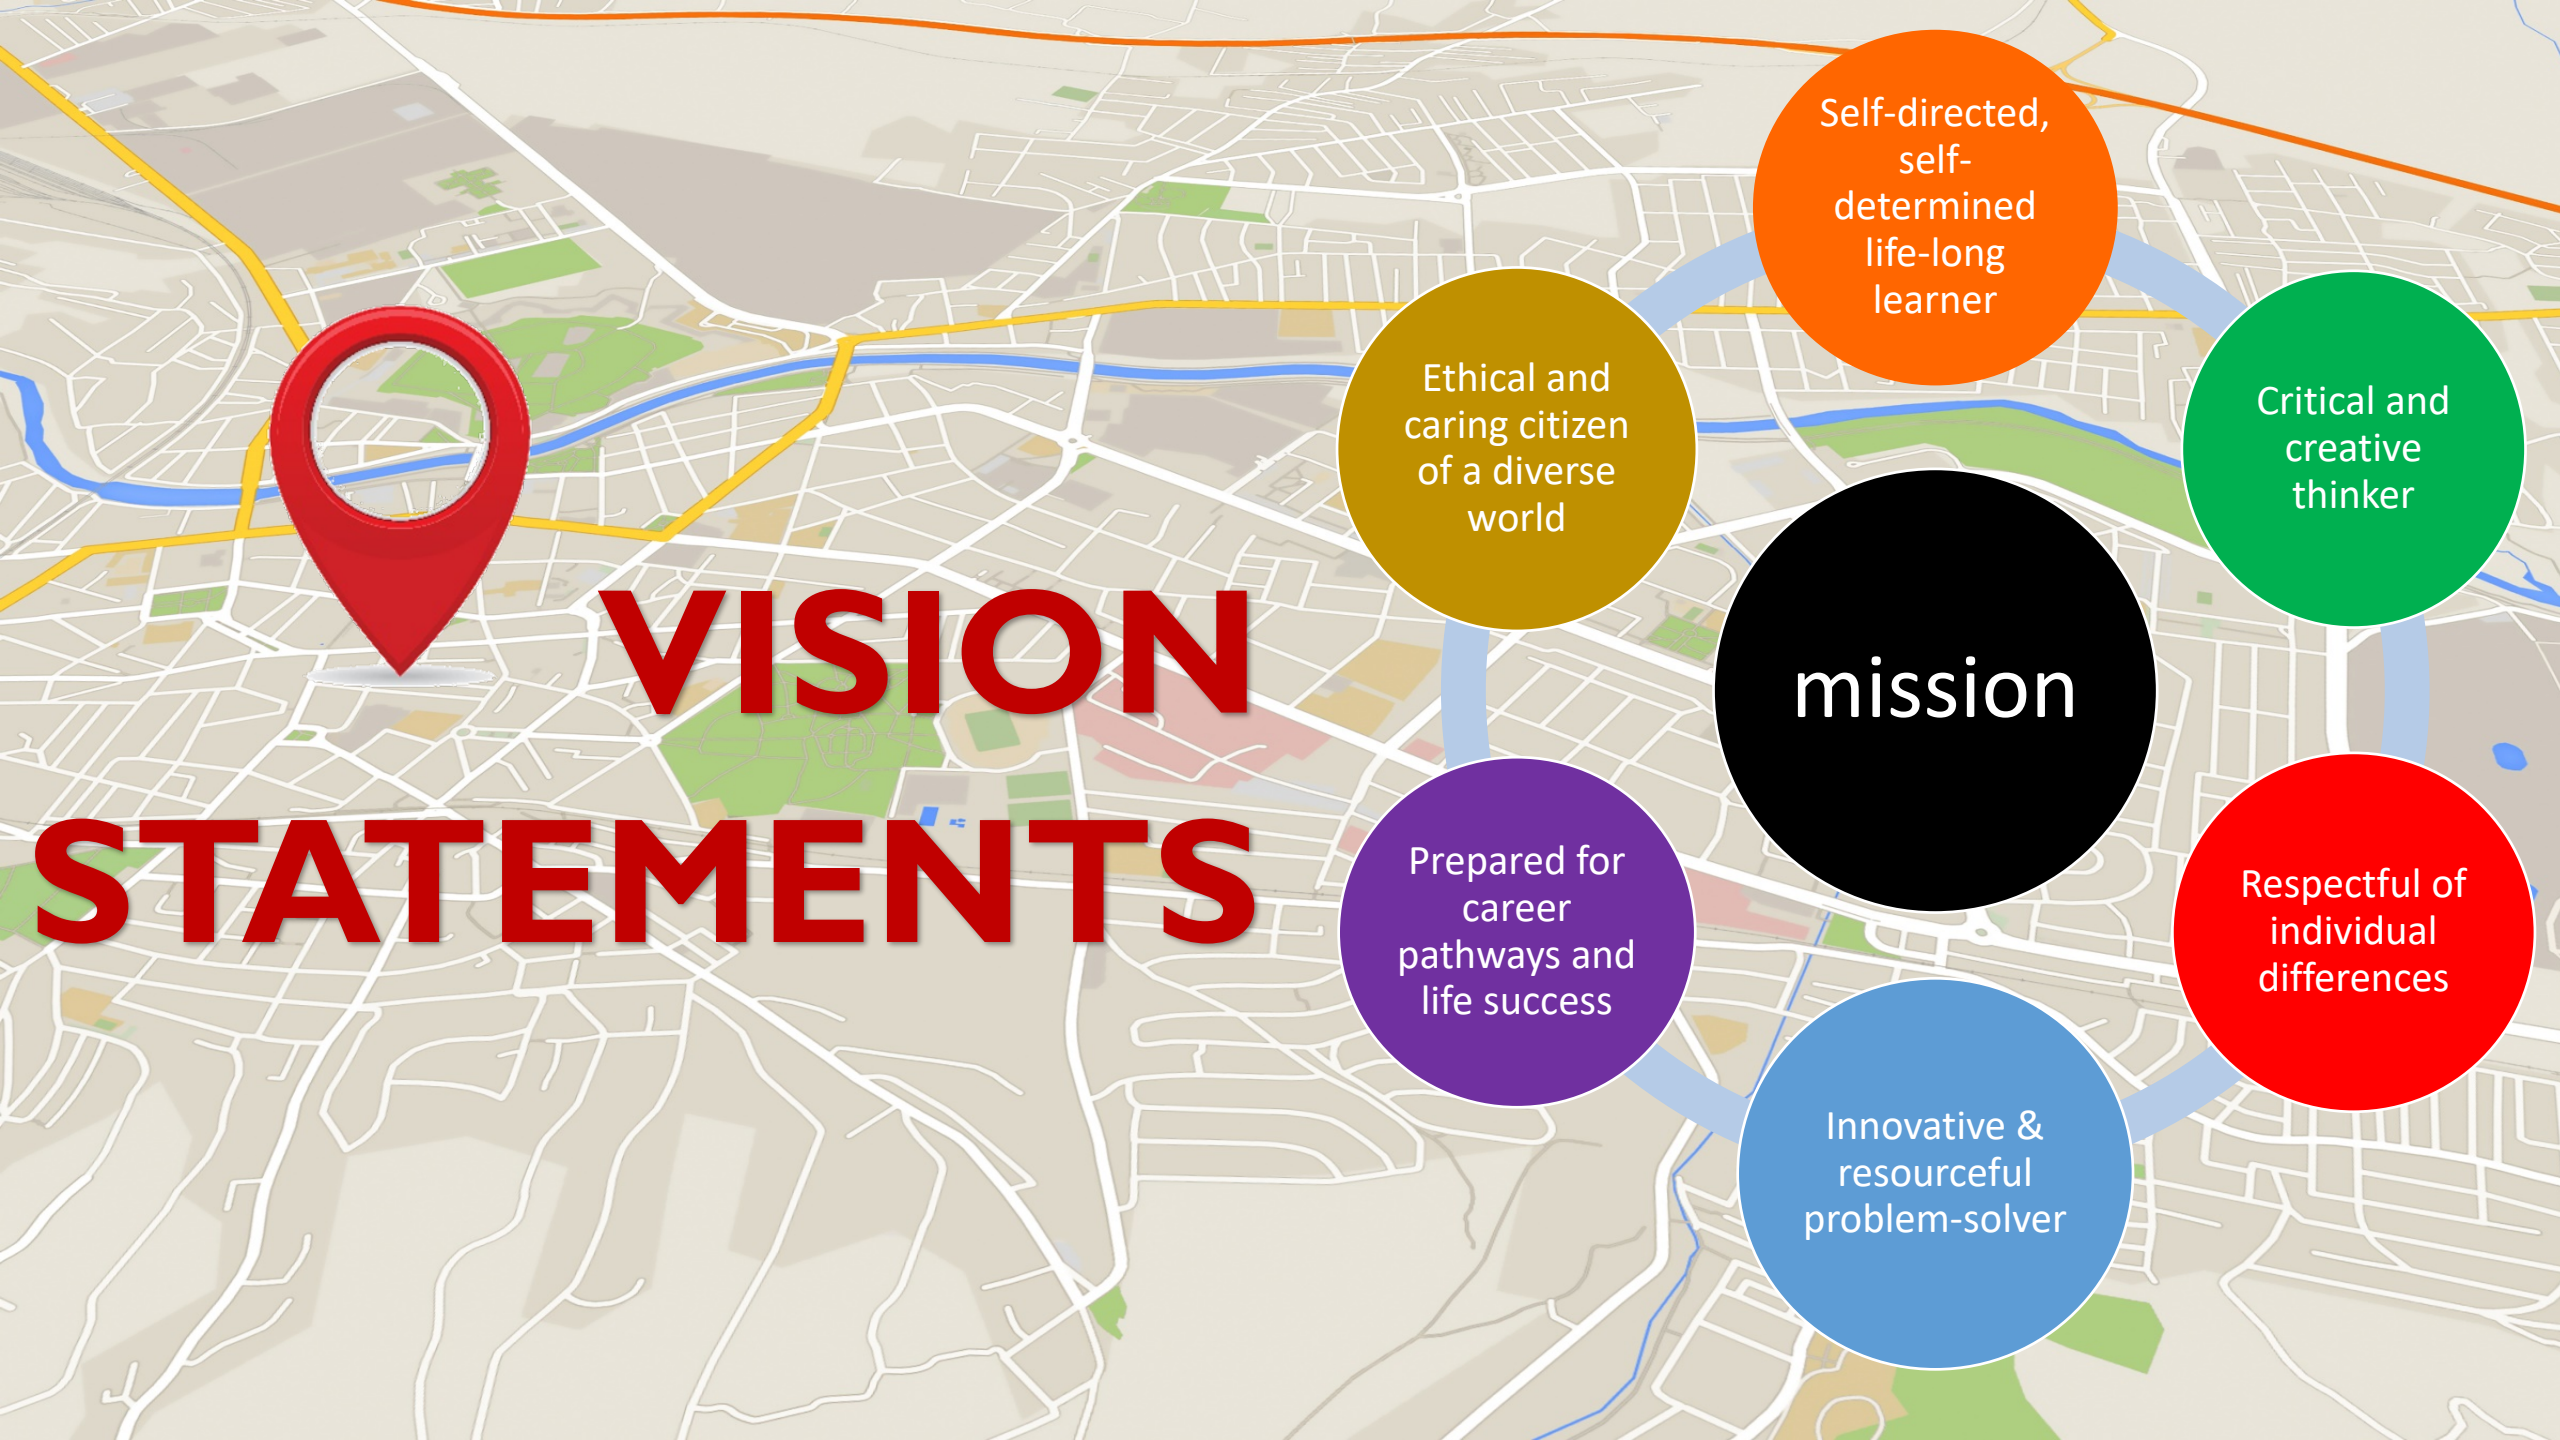 VISION
STATEMENTS
Self-directed,
self-
determined
life-long
learner
Critical and
creative
thinker
Respectful of
individual
differences
Innovative &
resourceful
problem-solver
Prepared for
career
pathways and
life success
Ethical and
caring citizen
of a diverse
world
mission